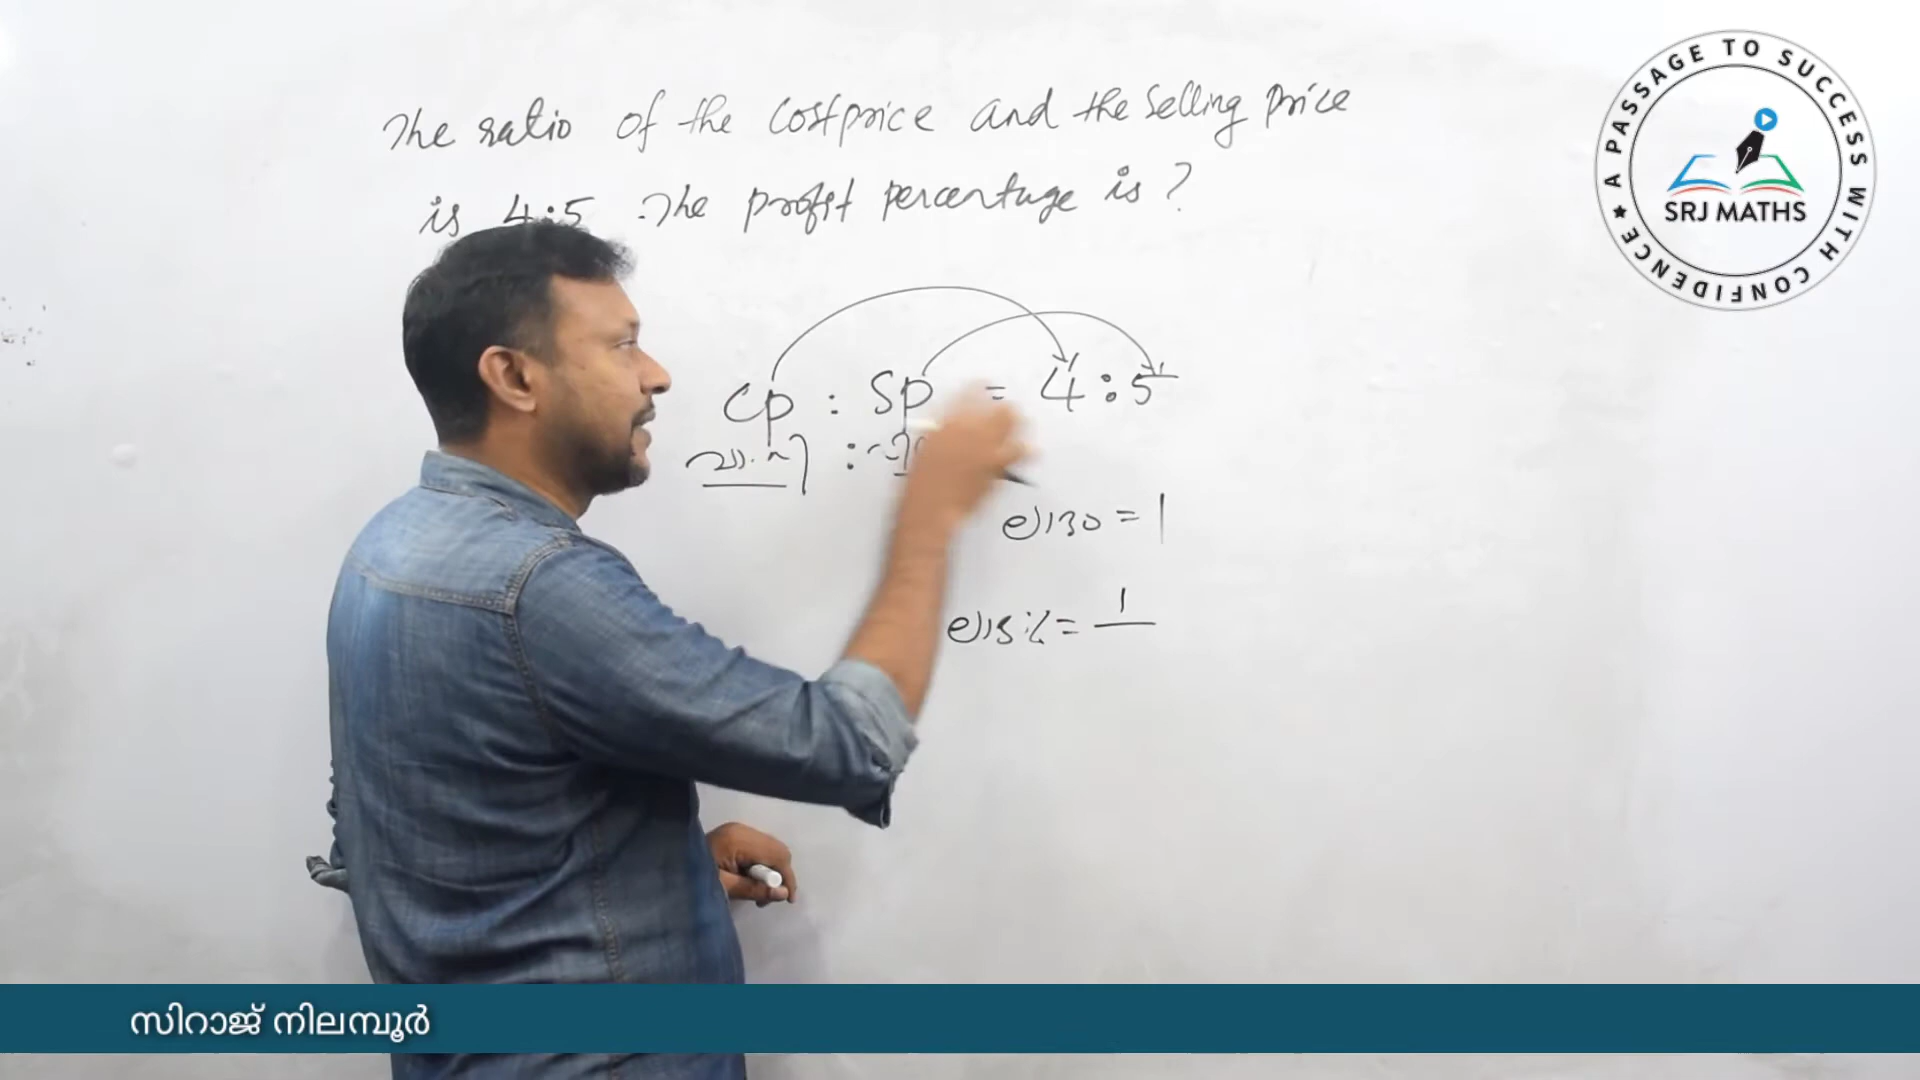 The ratio of the Costprice and the Selling Price
is 4:5 . The profit percentage is ?
Cp : Sp = 4 : 5
വാ.വി :
ലാഭം = 1
ലാഭ% = 1
A PASSAGE TO SUCCESS WITH CONFIDENCE
SRJ MATHS
സിറാജ് നിലമ്പൂർ